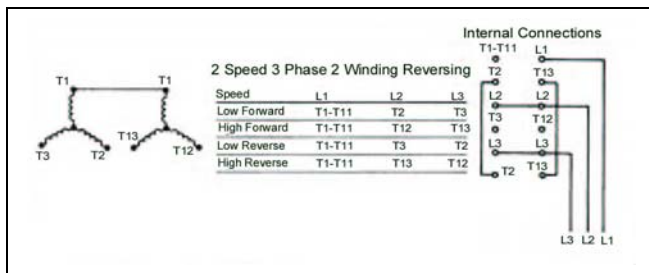 T1 T1
T3 T2 T13 T12
2 Speed 3 Phase 2 Winding Reversing
Speed L1 L2 L3
Low Forward T1-T11 T2 T3
High Forward T1-T11 T12 T13
Low Reverse T1-T11 T3 T2
High Reverse T1-T11 T13 T12
Internal Connections
T1-T11 L1
T2 T13
L2 L2
T3 T12
L3 L3
T2 T13
L3 L2 L1